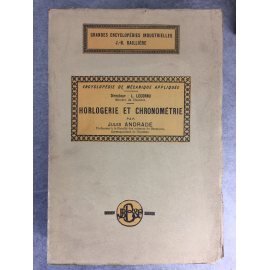 GRANDES ENCYCLOPÉDIES INDUSTRIELLES
J.-B. BAILLIÈRE
ENCYCLOPÉDIE DE MÉCANIQUE APPLIQUÉE
Directeur : L. LECORNU
HORLOGERIE ET CHRONOMÉTRIE
PAR
JULES ANDRADE